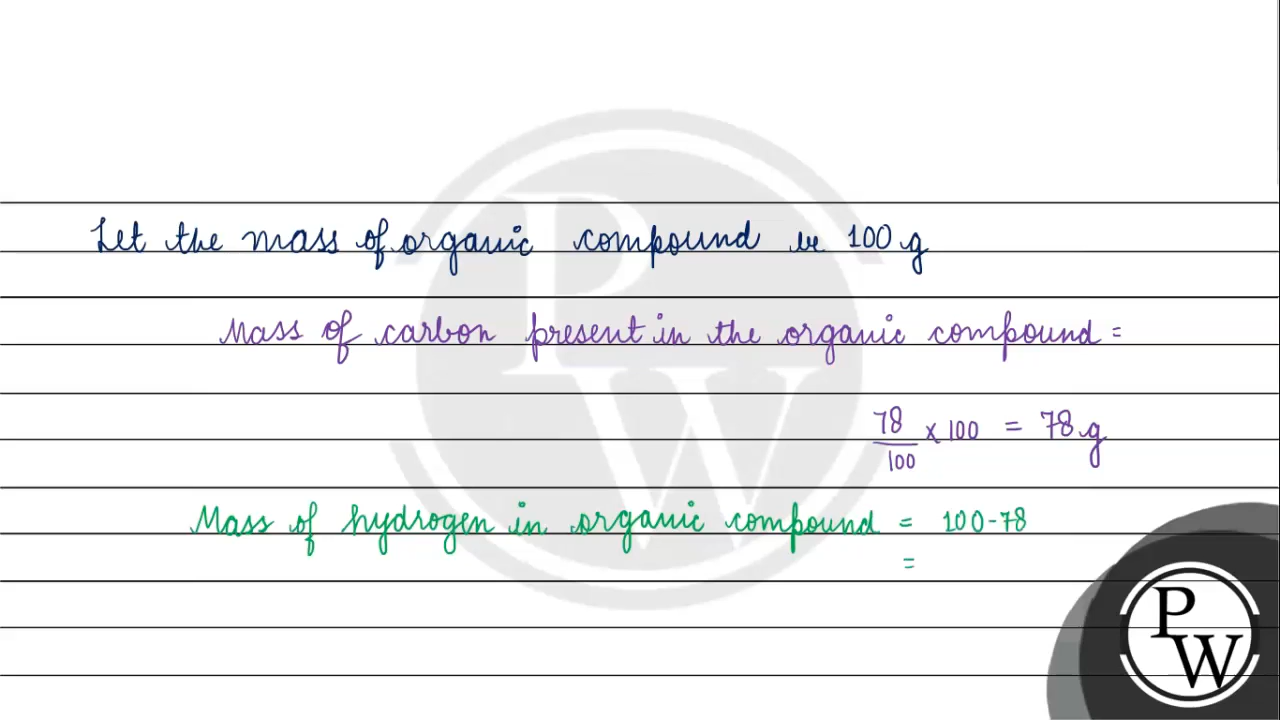 Let the mass of organic compound be 100 g
Mass of carbon present in the organic compound =
78/100 × 100 = 78 g
Mass of hydrogen in organic compound = 100-78
=
P
W
P
W